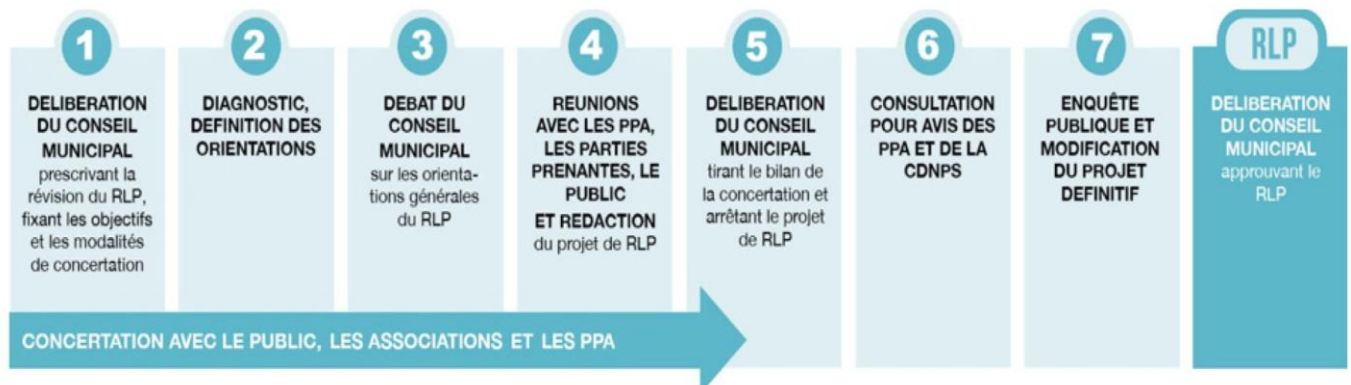 1
DELIBERATION
DU CONSEIL
MUNICIPAL
prescrivant la
révision du RLP,
fixant les objectifs
et les modalités
de concertation
2
DIAGNOSTIC,
DEFINITION DES
ORIENTATIONS
3
DEBAT DU
CONSEIL
MUNICIPAL
sur les orienta-
tions générales
du RLP
4
REUNIONS
AVEC LES PPA,
LES PARTIES
PRENANTES, LE
PUBLIC
ET REDACTION
du projet de RLP
5
DELIBERATION
DU CONSEIL
MUNICIPAL
tirant le bilan de
la concertation et
arrêtant le projet
de RLP
6
CONSULTATION
POUR AVIS DES
PPA ET DE LA
CDNPS
7
ENQUÊTE
PUBLIQUE ET
MODIFICATION
DU PROJET
DEFINITIF
RLP
DELIBERATION
DU CONSEIL
MUNICIPAL
approuvant le
RLP
CONCERTATION AVEC LE PUBLIC, LES ASSOCIATIONS ET LES PPA